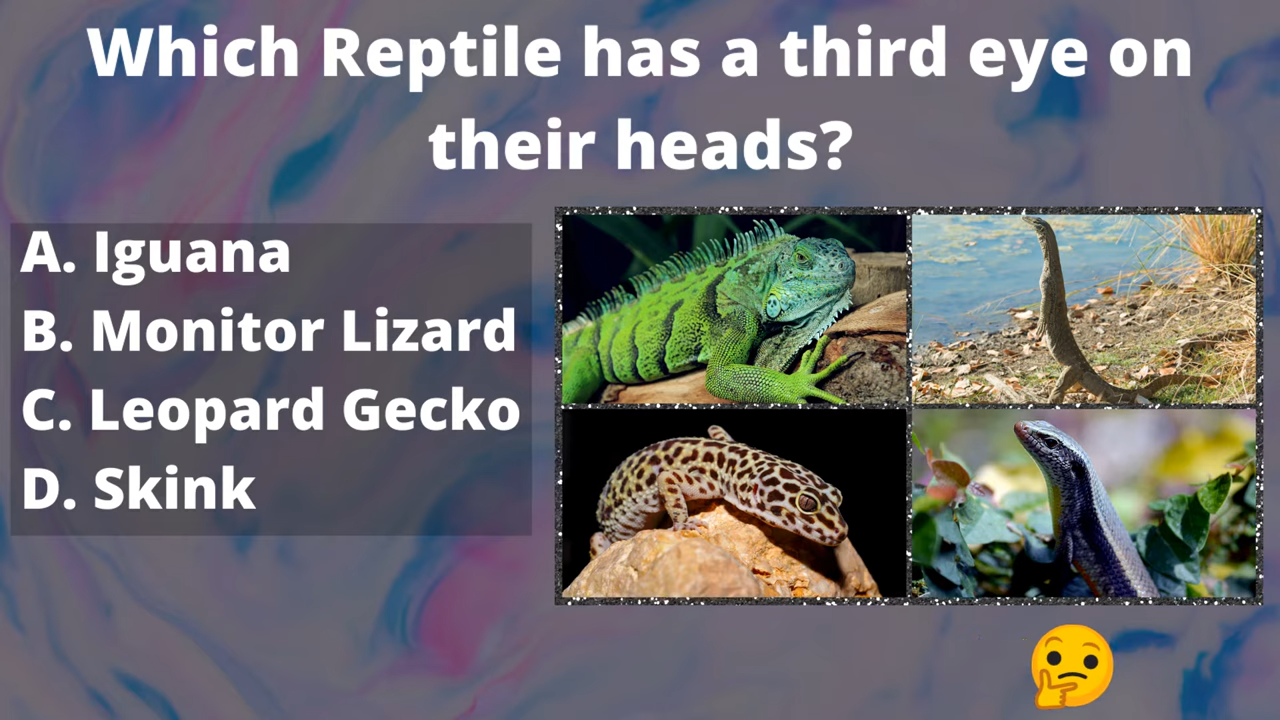 Which Reptile has a third eye on
their heads?
A. Iguana
B. Monitor Lizard
C. Leopard Gecko
D. Skink